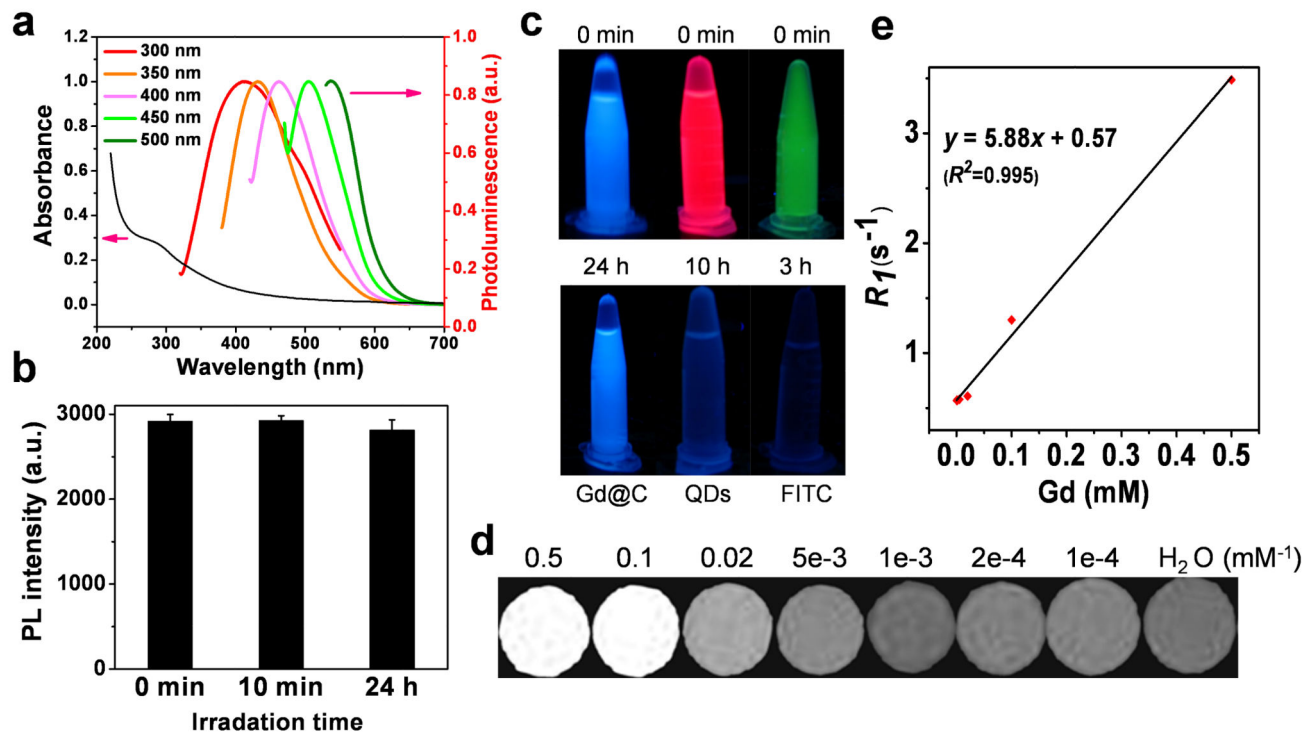 a
1.2
1.0
0.8
0.6
0.4
0.2
0.0
Absorbance
300 nm
350 nm
400 nm
450 nm
500 nm
1.0
0.8
0.6
0.4
0.2
0.0
Photoluminescence (a.u.)
200 300 400 500 600 700
Wavelength (nm)
b
3000
2000
1000
0
PL intensity (a.u.)
0 min 10 min 24 h
Irradation time
c
0 min 0 min 0 min
24 h 10 h 3 h
Gd@C QDs FITC
d
0.5 0.1 0.02 5e-3 1e-3 2e-4 1e-4 H₂O (mM⁻¹)
e
y = 5.88x + 0.57
(R²=0.995)
3
2
1
R1(s⁻¹)
0.0 0.1 0.2 0.3 0.4 0.5
Gd (mM)